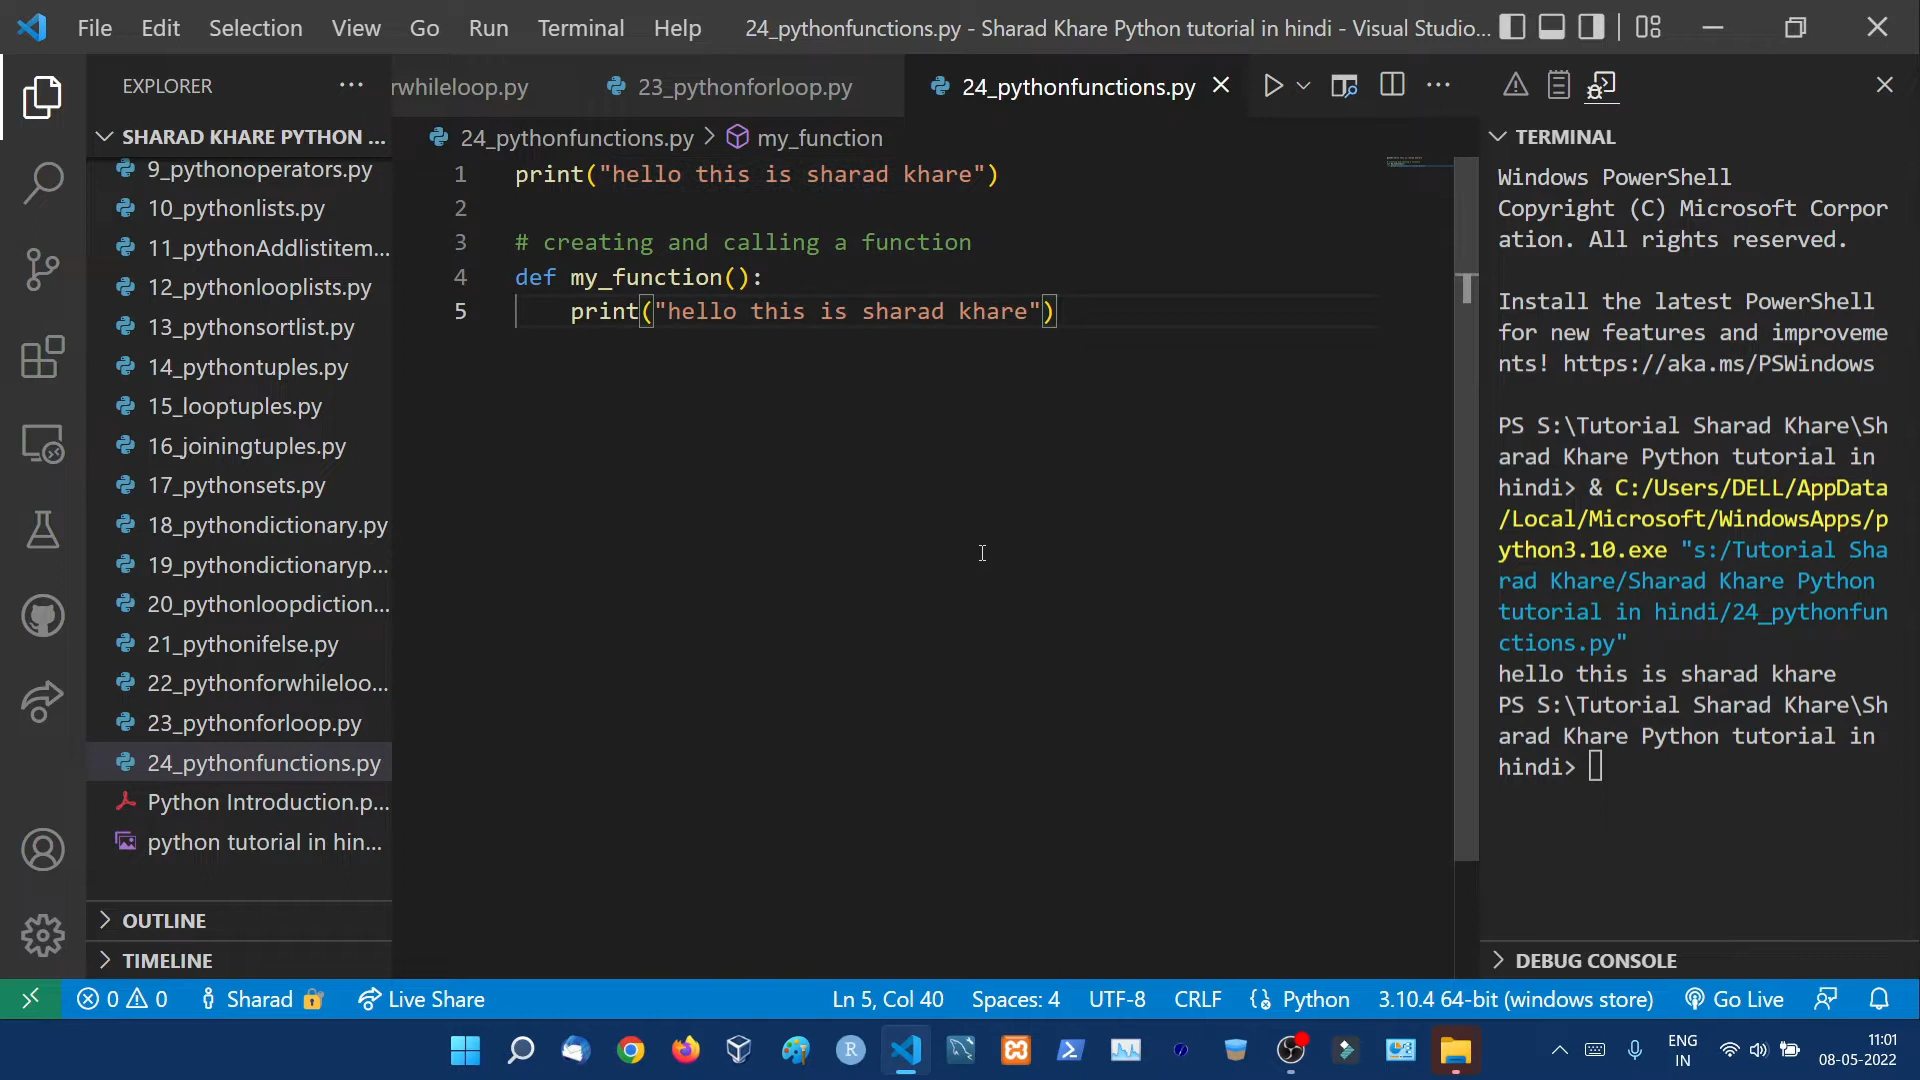 File Edit Selection View Go Run Terminal Help 24_pythonfunctions.py - Sharad Khare Python tutorial in hindi - Visual Studio...
EXPLORER
SHARAD KHARE PYTHON ...
9_pythonoperators.py
10_pythonlists.py
11_pythonAddlistitem...
12_pythonlooplists.py
13_pythonsortlist.py
14_pythontuples.py
15_looptuples.py
16_joiningtuples.py
17_pythonsets.py
18_pythondictionary.py
19_pythondictionaryp...
20_pythonloopdiction...
21_pythonifelse.py
22_pythonforwhileloo...
23_pythonforloop.py
24_pythonfunctions.py
Python Introduction.p...
python tutorial in hin...
OUTLINE
TIMELINE
rwhileloop.py 23_pythonforloop.py 24_pythonfunctions.py
24_pythonfunctions.py > my_function
1 print("hello this is sharad khare")
2
3 # creating and calling a function
4 def my_function():
5 print("hello this is sharad khare")
TERMINAL
Windows PowerShell
Copyright (C) Microsoft Corpor
ation. All rights reserved.
Install the latest PowerShell
for new features and improveme
nts! https://aka.ms/PSWindows
PS S:\Tutorial Sharad Khare\Sh
arad Khare Python tutorial in
hindi> & C:/Users/DELL/AppData
/Local/Microsoft/WindowsApps/p
ython3.10.exe "s:/Tutorial Sha
rad Khare/Sharad Khare Python
tutorial in hindi/24_pythonfun
ctions.py"
hello this is sharad khare
PS S:\Tutorial Sharad Khare\Sh
arad Khare Python tutorial in
hindi>
DEBUG CONSOLE
0 0 Sharad Live Share Ln 5, Col 40 Spaces: 4 UTF-8 CRLF Python 3.10.4 64-bit (windows store) Go Live
R
ENG
IN
11:01
08-05-2022